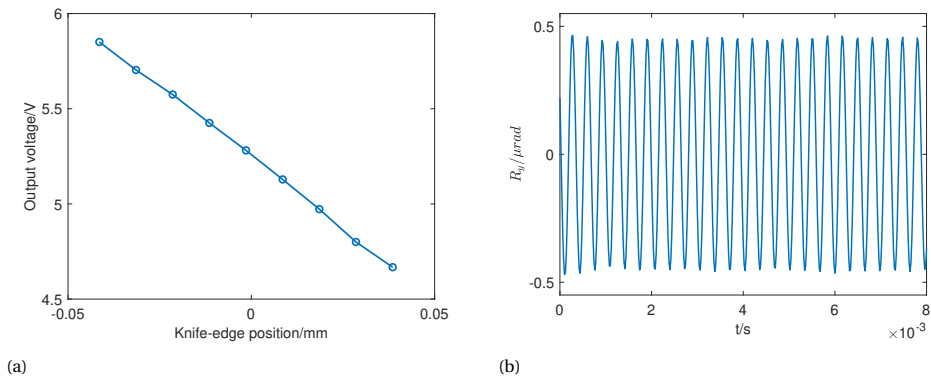 6
5.5
5
4.5
-0.05
0
0.05
Output voltage/V
Knife-edge position/mm
(a)
0.5
0
-0.5
0
2
4
6
8
×10⁻³
R_y/μrad
t/s
(b)